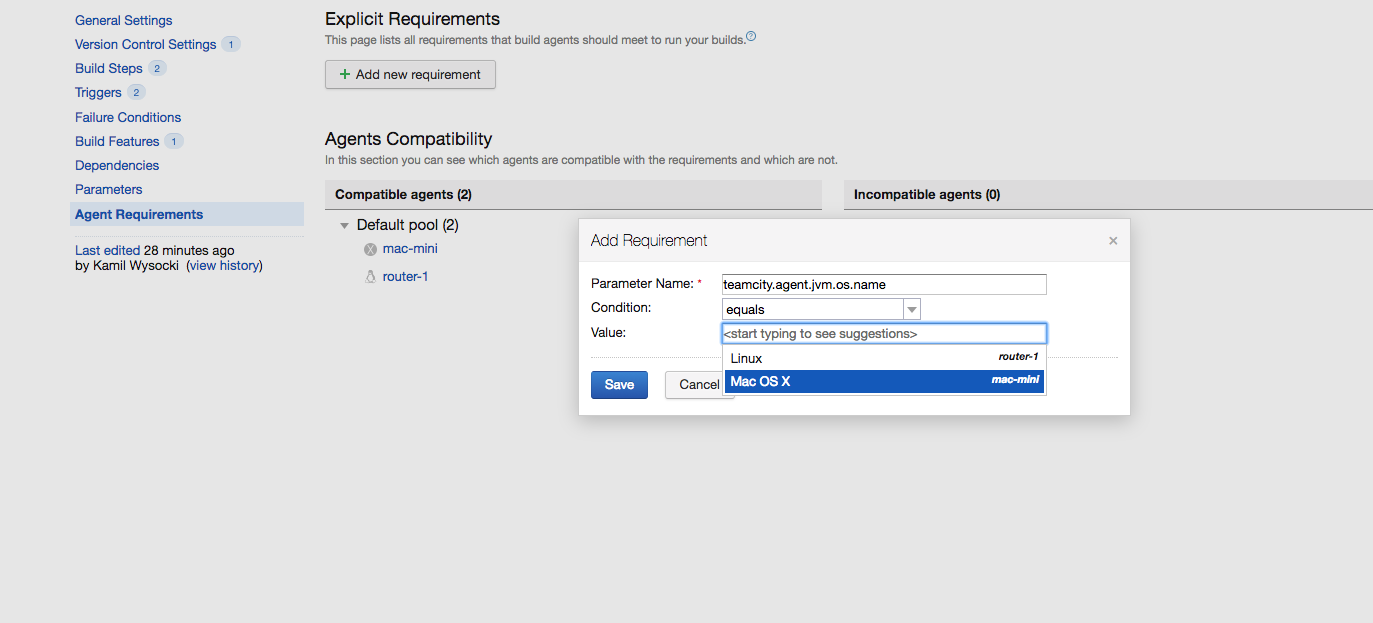 General Settings
Version Control Settings 1
Build Steps 2
Triggers 2
Failure Conditions
Build Features 1
Dependencies
Parameters
Agent Requirements
Last edited 28 minutes ago
by Kamil Wysocki (view history)
Explicit Requirements
This page lists all requirements that build agents should meet to run your builds. ?
+ Add new requirement
Agents Compatibility
In this section you can see which agents are compatible with the requirements and which are not.
Compatible agents (2)
Default pool (2)
mac-mini
router-1
Incompatible agents (0)
Add Requirement ×
Parameter Name: * teamcity.agent.jvm.os.name
Condition: equals
Value: <start typing to see suggestions>
Linux router-1
Mac OS X mac-mini
Save Cancel